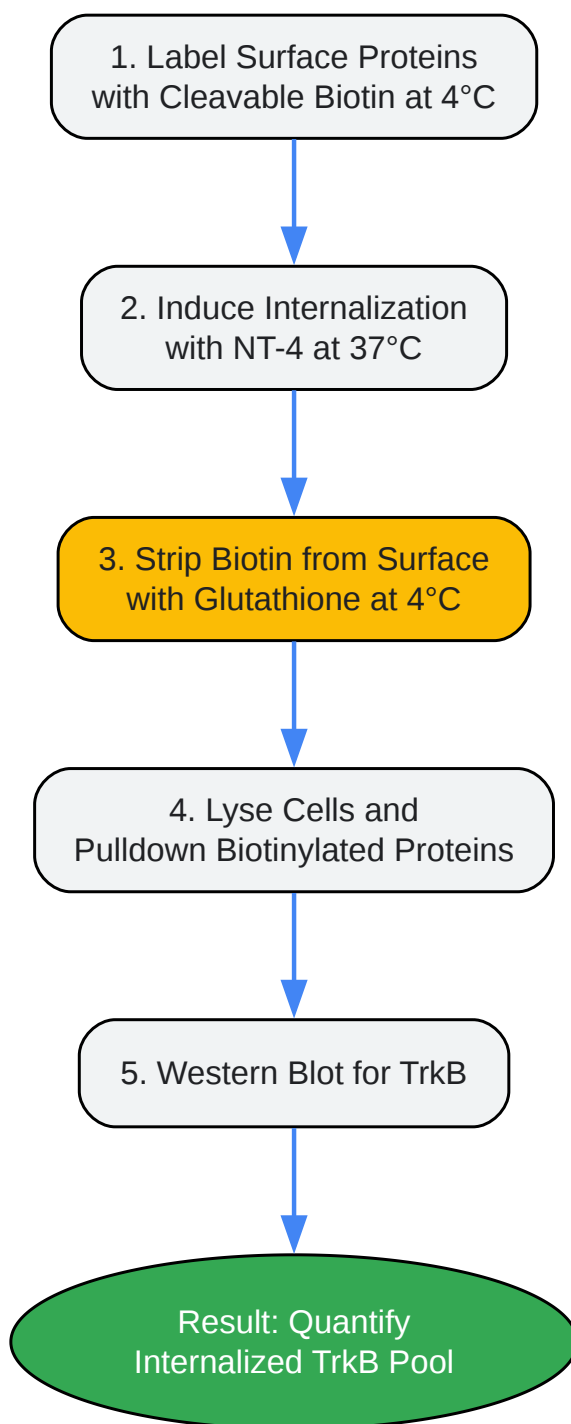 1. Label Surface Proteins
with Cleavable Biotin at 4°C
2. Induce Internalization
with NT-4 at 37°C
3. Strip Biotin from Surface
with Glutathione at 4°C
4. Lyse Cells and
Pulldown Biotinylated Proteins
5. Western Blot for TrkB
Result: Quantify
Internalized TrkB Pool